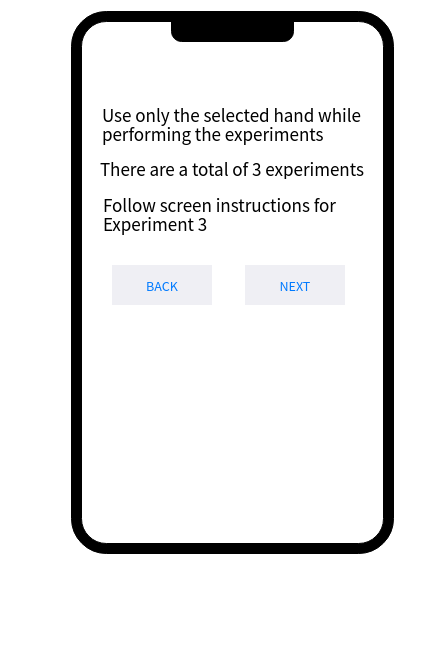 Use only the selected hand while
performing the experiments
There are a total of 3 experiments
Follow screen instructions for
Experiment 3
BACK
NEXT